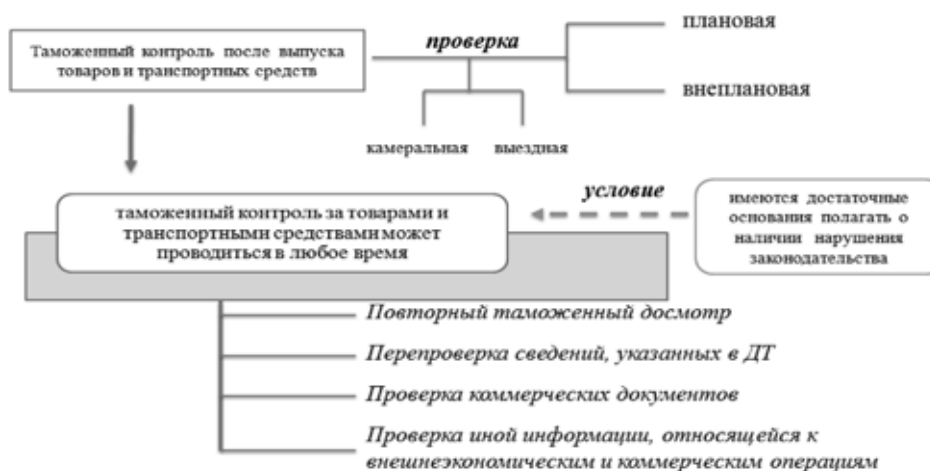 плановая
Таможенный контроль после выпуска
товаров и транспортных средств
проверка
внеплановая
камеральная
выездная
условие
таможенный контроль за товарами и
транспортными средствами может
проводиться в любое время
имеются достаточные
основания полагать о
наличии нарушения
законодательства
Повторный таможенный досмотр
Перепроверка сведений, указанных в ДТ
Проверка коммерческих документов
Проверка иной информации, относящейся к
внешнеэкономическим и коммерческим операциям